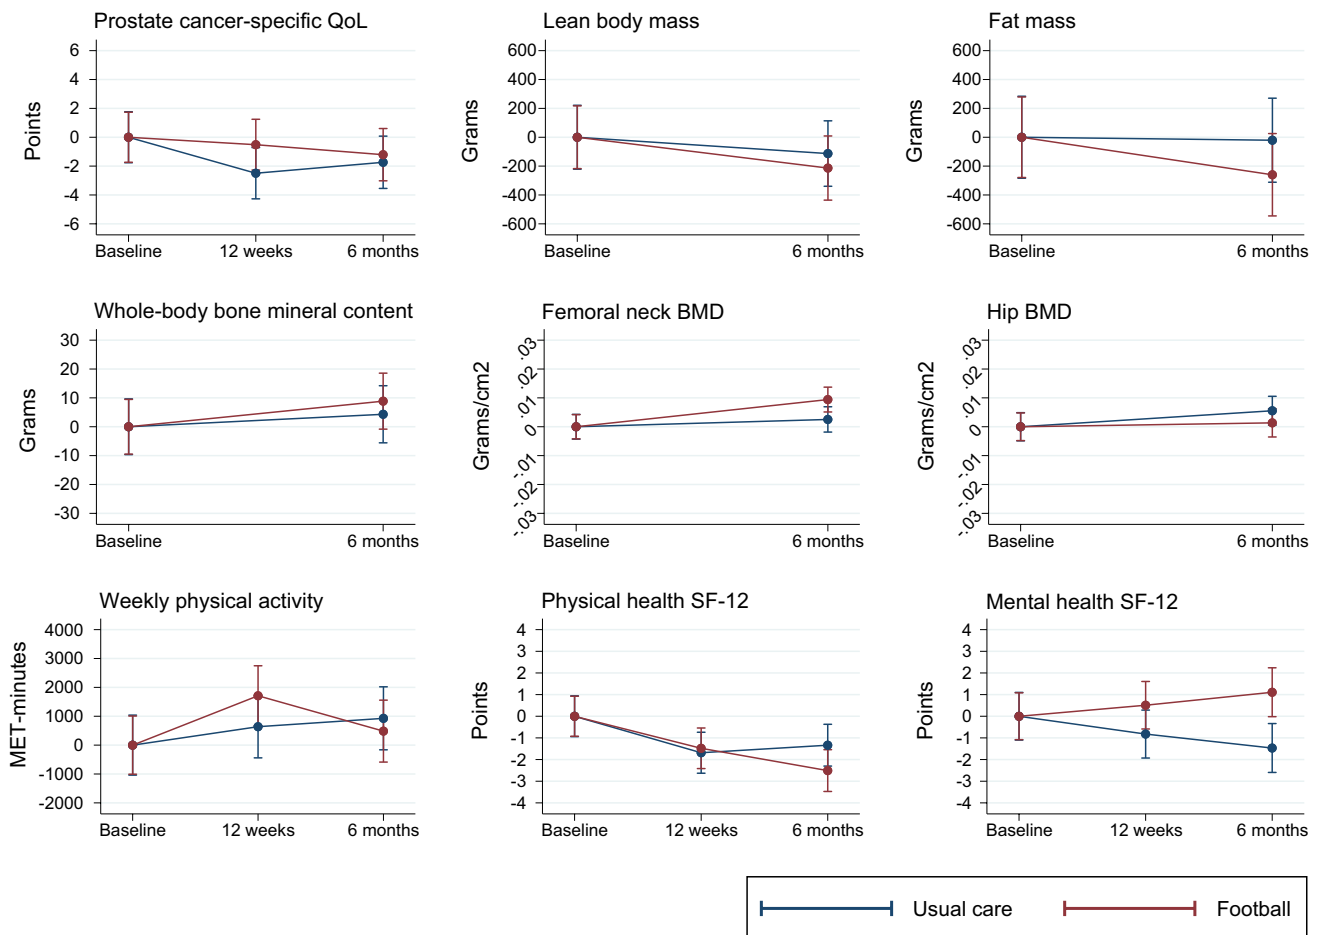 Prostate cancer-specific QoL
Points
6
4
2
0
-2
-4
-6
Baseline 12 weeks 6 months
Lean body mass
Grams
600
400
200
0
-200
-400
-600
Baseline 6 months
Fat mass
Grams
600
400
200
0
-200
-400
-600
Baseline 6 months
Whole-body bone mineral content
Grams
30
20
10
0
-10
-20
-30
Baseline 6 months
Femoral neck BMD
Grams/cm2
.03
.02
.01
0
-.01
-.02
-.03
Baseline 6 months
Hip BMD
Grams/cm2
.03
.02
.01
0
-.01
-.02
-.03
Baseline 6 months
Weekly physical activity
MET-minutes
4000
3000
2000
1000
0
-1000
-2000
Baseline 12 weeks 6 months
Physical health SF-12
Points
4
3
2
1
0
-1
-2
-3
-4
Baseline 12 weeks 6 months
Mental health SF-12
Points
4
3
2
1
0
-1
-2
-3
-4
Baseline 12 weeks 6 months
Usual care Football